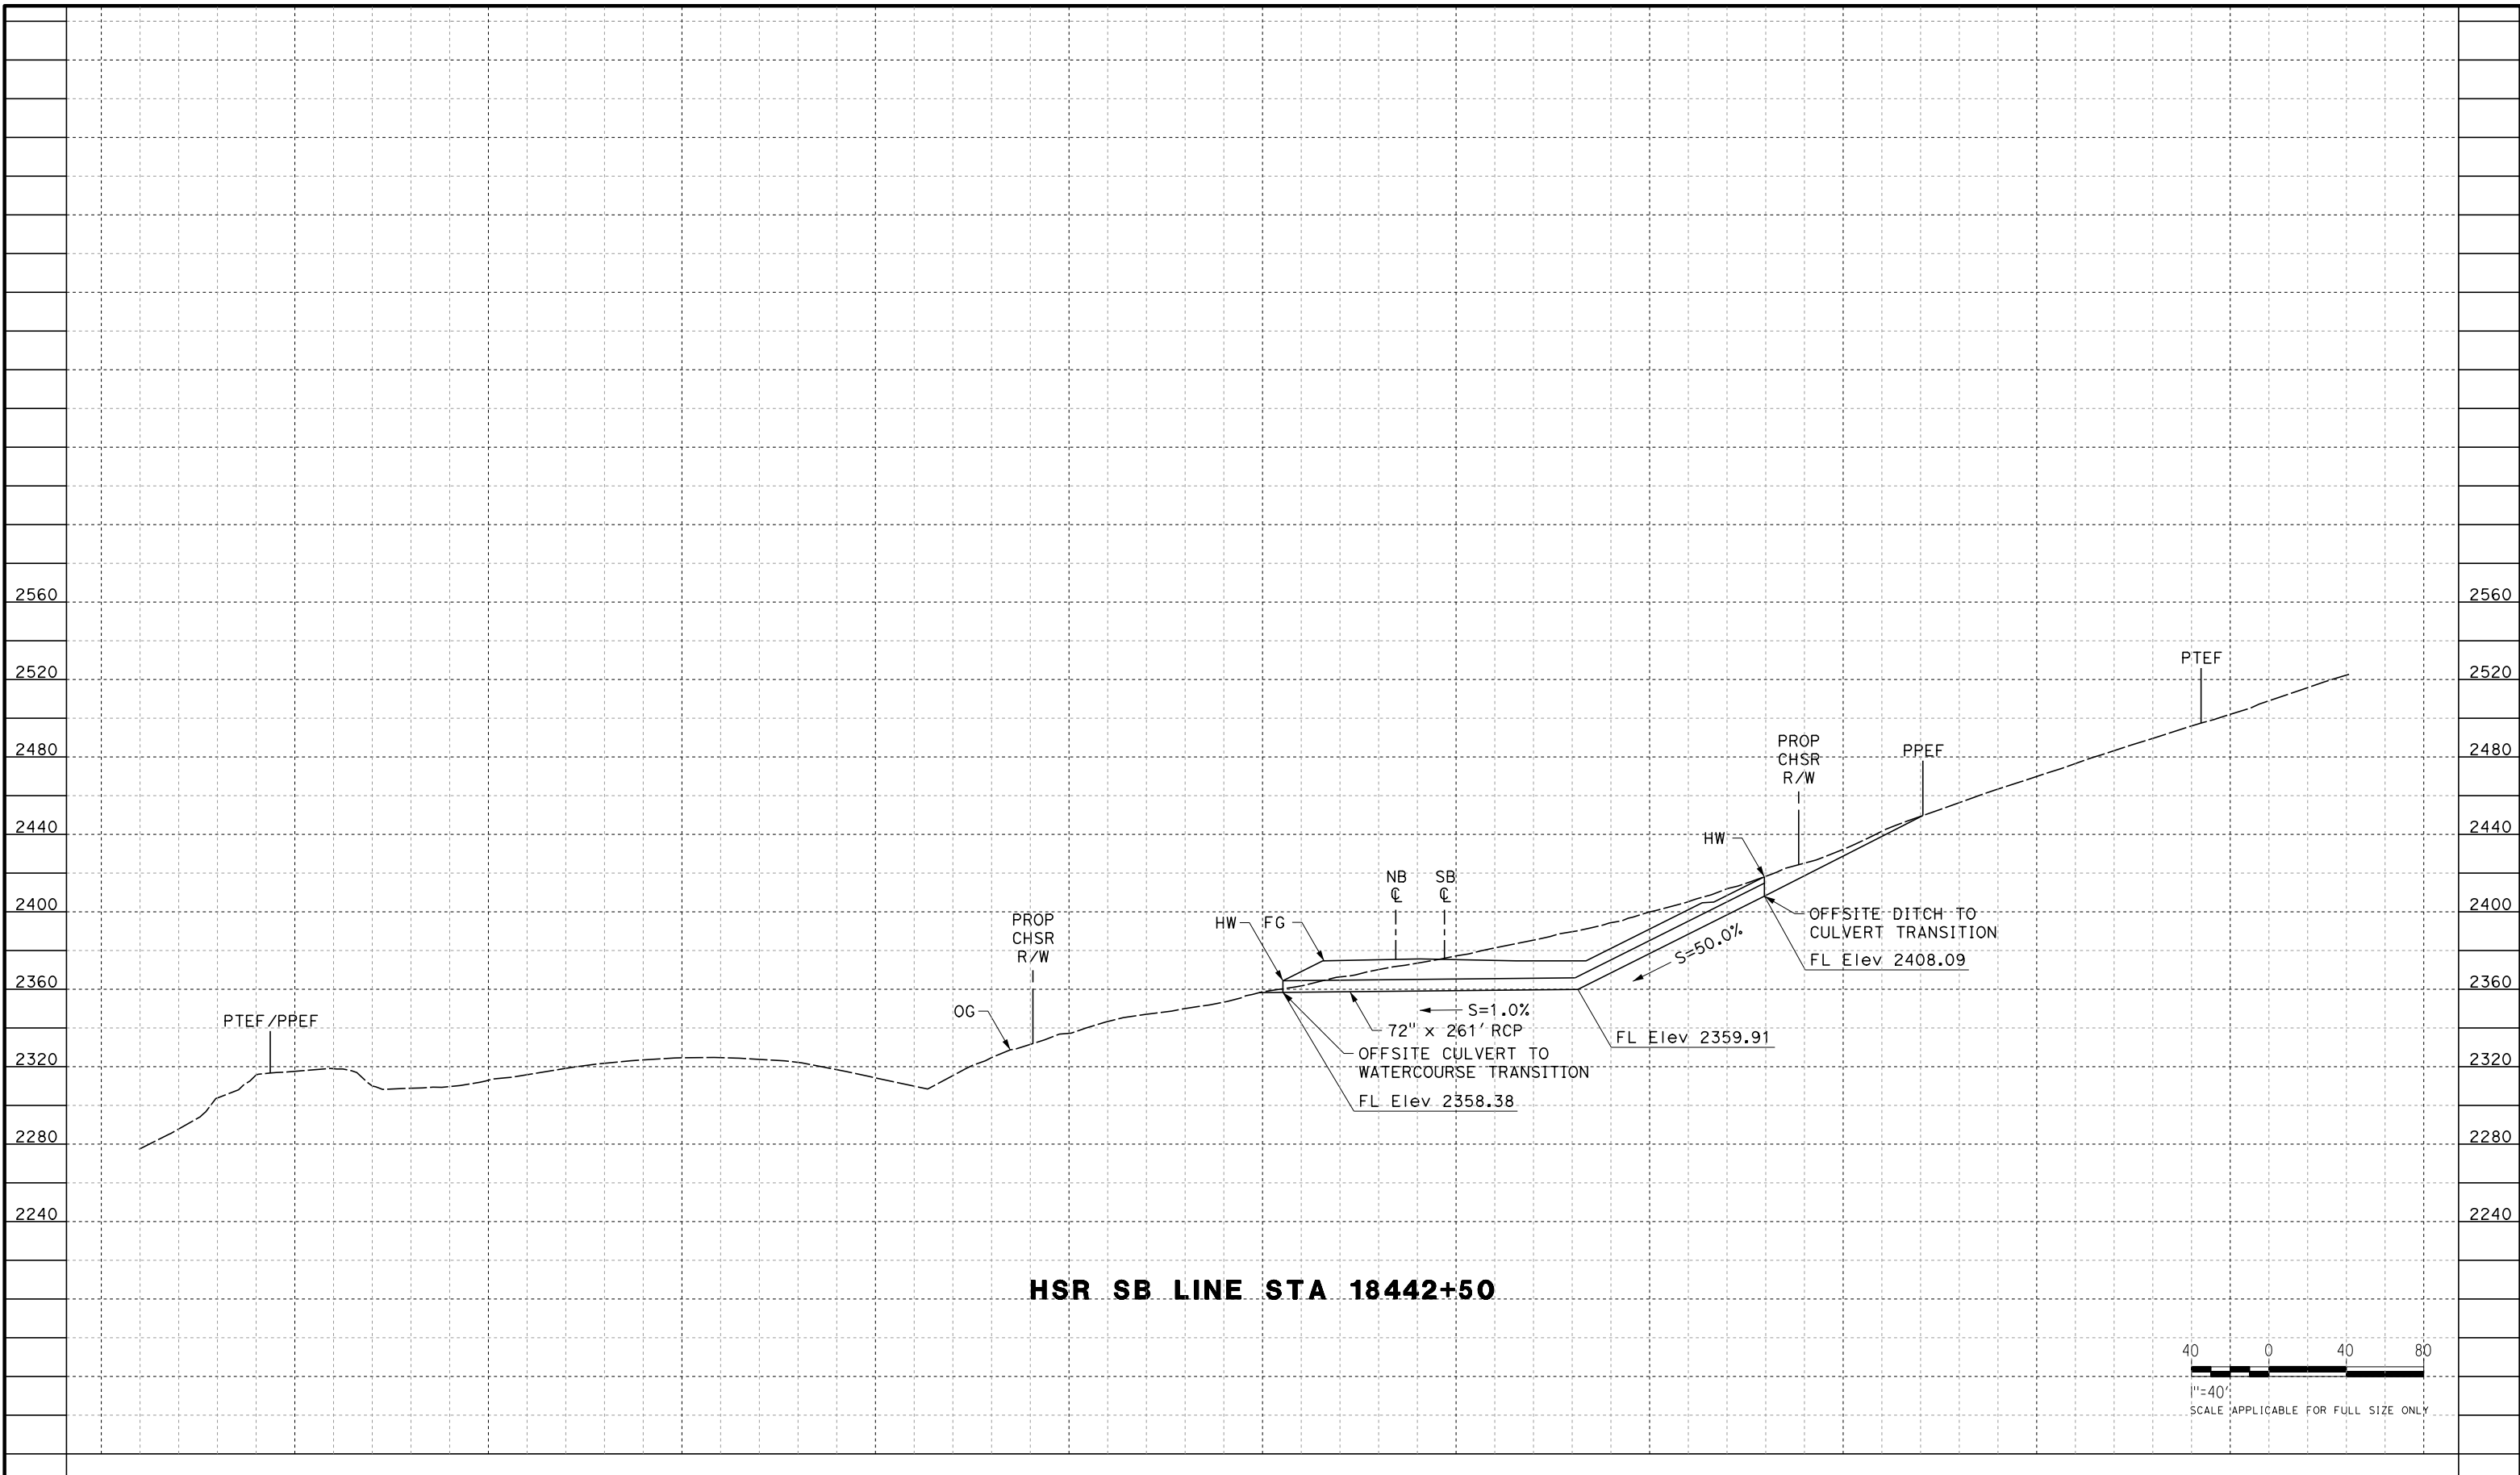 2560 2560
2520 2520
2480 2480
2440 2440
2400 2400
2360 2360
2320 2320
2280 2280
2240 2240
PTEF/PPEF
OG
PROP
CHSR
R/W
HW
FG
NB
℄
SB
℄
S=1.0%
72" x 261' RCP
OFFSITE CULVERT TO
WATERCOURSE TRANSITION
FL Elev 2358.38
FL Elev 2359.91
S=50.0%
HW
PROP
CHSR
R/W
OFFSITE DITCH TO
CULVERT TRANSITION
FL Elev 2408.09
PPEF
PTEF
HSR SB LINE STA 18442+50
40 0 40 80
1"=40'
SCALE APPLICABLE FOR FULL SIZE ONLY